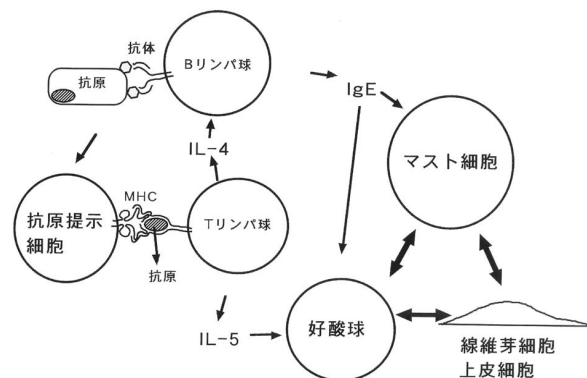 抗体
抗原
Bリンパ球
IgE
マスト細胞
IL-4
MHC
抗原提示
細胞
Tリンパ球
抗原
IL-5
好酸球
線維芽細胞
上皮細胞